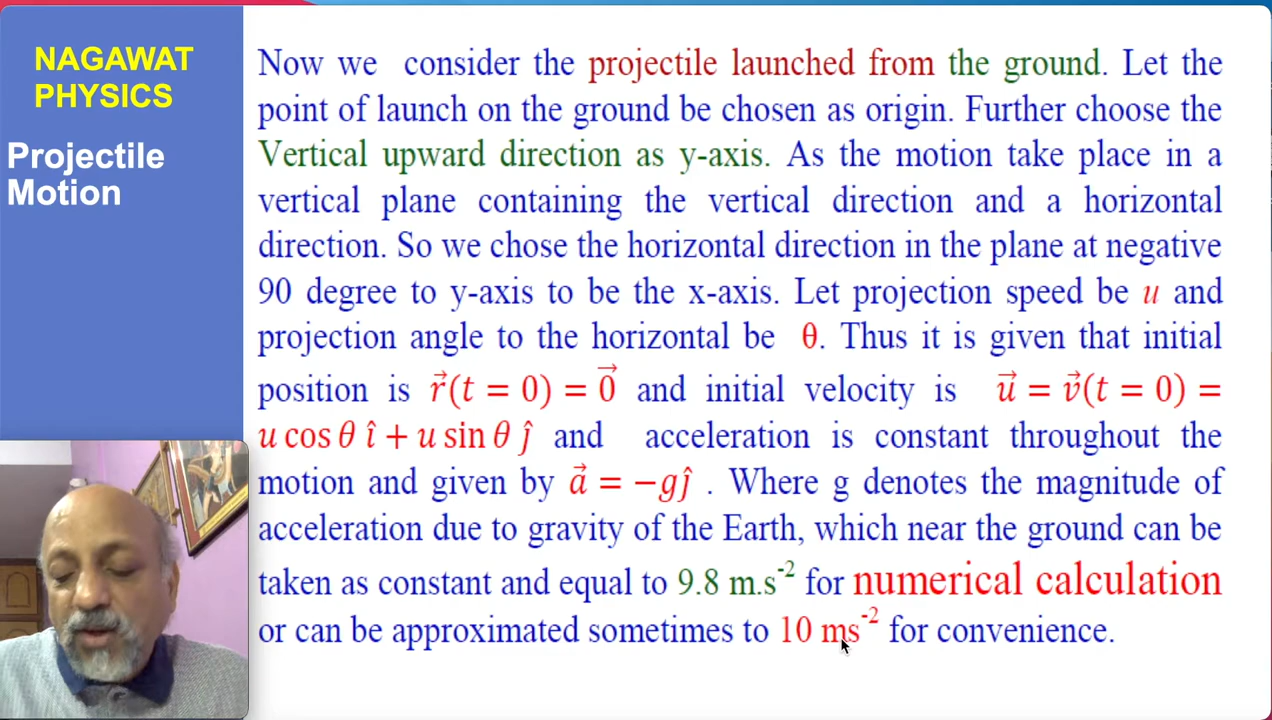 NAGAWAT
PHYSICS
Projectile
Motion
Now we consider the projectile launched from the ground. Let the
point of launch on the ground be chosen as origin. Further choose the
Vertical upward direction as y-axis. As the motion take place in a
vertical plane containing the vertical direction and a horizontal
direction. So we chose the horizontal direction in the plane at negative
90 degree to y-axis to be the x-axis. Let projection speed be u and
projection angle to the horizontal be θ. Thus it is given that initial
position is r⃗(t = 0) = 0⃗ and initial velocity is u⃗ = v⃗(t = 0) =
u cos θ î + u sin θ ĵ and acceleration is constant throughout the
motion and given by a⃗ = −gĵ . Where g denotes the magnitude of
acceleration due to gravity of the Earth, which near the ground can be
taken as constant and equal to 9.8 m.s⁻² for numerical calculation
or can be approximated sometimes to 10 ms⁻² for convenience.